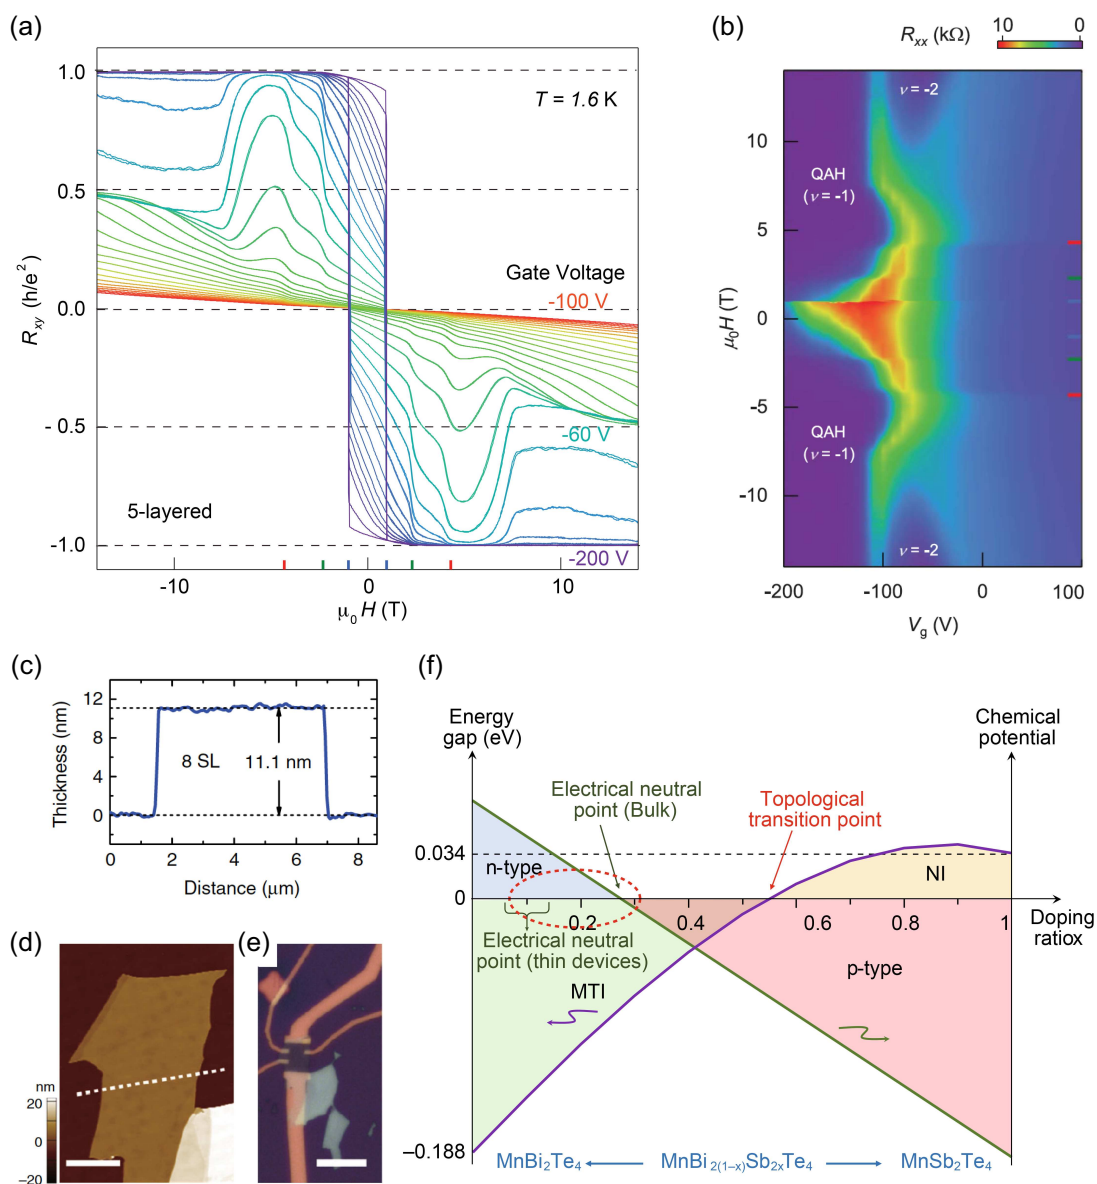 (a)
1.0
0.5
0.0
- 0.5
-1.0
R_xy (h/e²)
T = 1.6 K
Gate Voltage
-100 V
-60 V
-200 V
5-layered
-10
0
10
μ₀ H (T)
(b)
R_xx (kΩ)
10
0
ν = -2
QAH
(ν = -1)
QAH
(ν = -1)
ν = -2
10
5
0
-5
-10
μ₀H (T)
-200
-100
0
100
V_g (V)
(c)
12
8
4
0
Thickness (nm)
8 SL
11.1 nm
0
2
4
6
8
Distance (μm)
(d)
nm
20
0
−20
(e)
(f)
Energy
gap (eV)
Chemical
potential
Electrical neutral
point (Bulk)
Topological
transition point
0.034
n-type
NI
0
0.2
0.4
0.6
0.8
1
Doping
ratiox
Electrical neutral
point (thin devices)
MTI
p-type
−0.188
MnBi₂Te₄
MnBi₂₍₁₋ₓ₎Sb₂ₓTe₄
MnSb₂Te₄